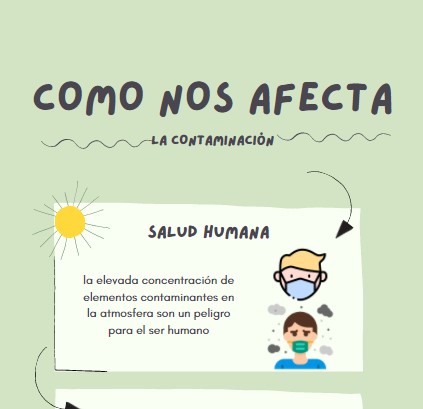 COMO NOS AFECTA
LA CONTAMINACIÓN
SALUD HUMANA
la elevada concentración de
elementos contaminantes en
la atmosfera son un peligro
para el ser humano